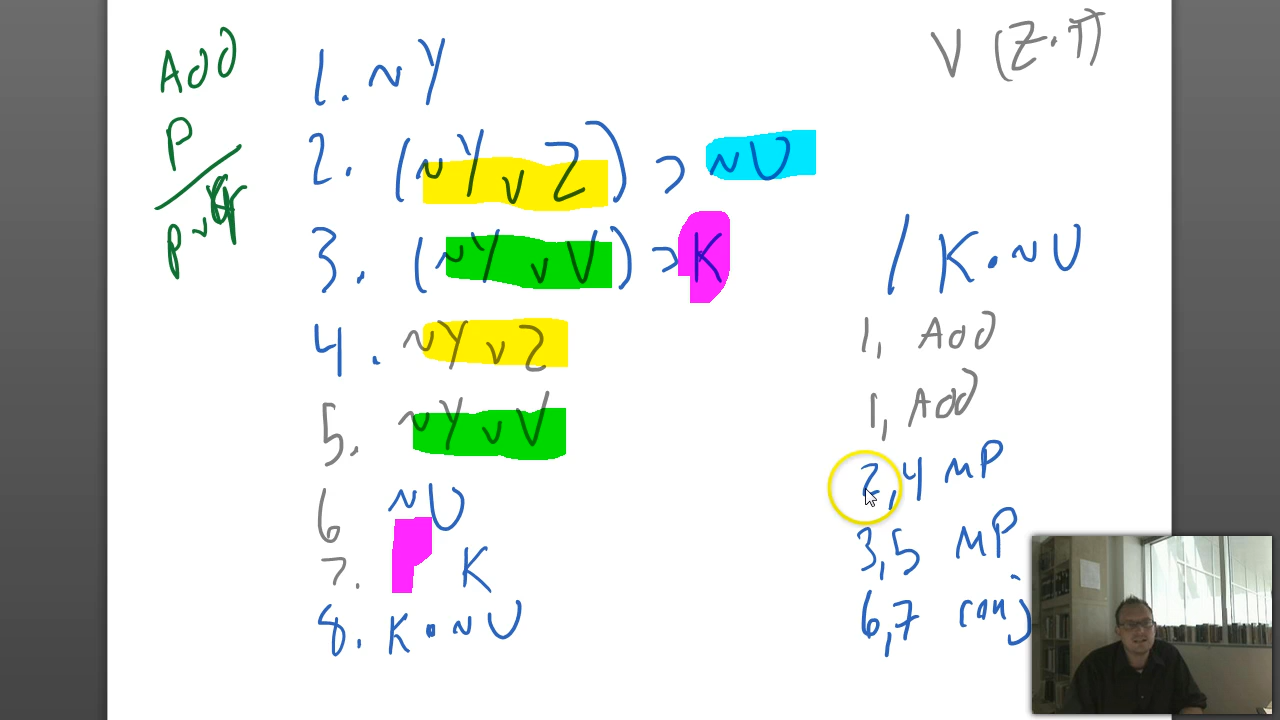 Add
P
P v q
V (Z · T)
1. ~Y
2. (~Y v Z) ⊃ ~U
3. (~Y v V) ⊃ K / K · ~U
4. ~Y v Z 1, Add
5. ~Y v V 1, Add
6 ~U 2,4 MP
7. K 3,5 MP
8. K · ~U 6,7 conj